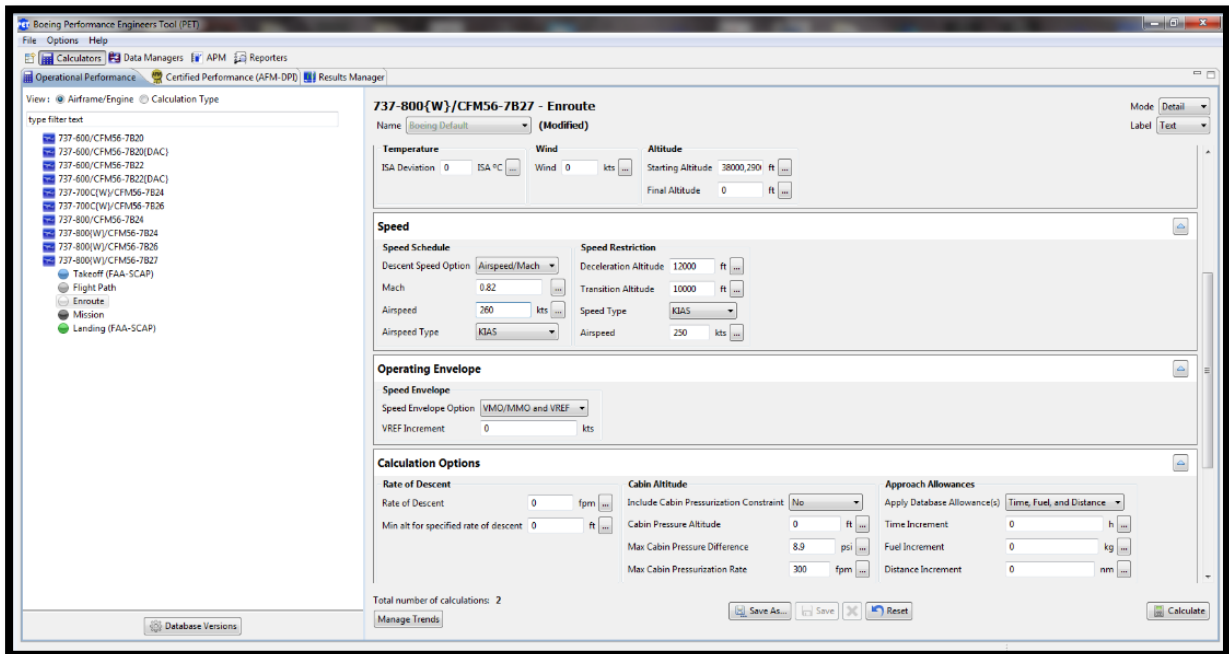 Boeing Performance Engineers Tool (PET)
File Options Help
Calculators Data Managers APM Reporters
Operational Performance Certified Performance (AFM-DPI) Results Manager
View: Airframe/Engine Calculation Type
type filter text
737-600/CFM56-7B20
737-600/CFM56-7B20{DAC}
737-600/CFM56-7B22
737-600/CFM56-7B22{DAC}
737-700C{W}/CFM56-7B24
737-700C{W}/CFM56-7B26
737-800/CFM56-7B24
737-800{W}/CFM56-7B24
737-800{W}/CFM56-7B26
737-800{W}/CFM56-7B27
Takeoff (FAA-SCAP)
Flight Path
Enroute
Mission
Landing (FAA-SCAP)
Database Versions
737-800{W}/CFM56-7B27 - Enroute
Mode Detail
Name Boeing Default (Modified)
Label Text
Temperature Wind Altitude
ISA Deviation 0 ISA ºC ... Wind 0 kts ... Starting Altitude 38000,290 ft ...
Final Altitude 0 ft ...
Speed
Speed Schedule Speed Restriction
Descent Speed Option Airspeed/Mach Deceleration Altitude 12000 ft ...
Mach 0.82 ... Transition Altitude 10000 ft ...
Airspeed 260 kts ... Speed Type KIAS
Airspeed Type KIAS Airspeed 250 kts ...
Operating Envelope
Speed Envelope
Speed Envelope Option VMO/MMO and VREF
VREF Increment 0 kts
Calculation Options
Rate of Descent Cabin Altitude Approach Allowances
Rate of Descent 0 fpm ... Include Cabin Pressurization Constraint No Apply Database Allowance(s) Time, Fuel, and Distance
Min alt for specified rate of descent 0 ft ... Cabin Pressure Altitude 0 ft ... Time Increment 0 h ...
Max Cabin Pressure Difference 8.9 psi ... Fuel Increment 0 kg ...
Max Cabin Pressurization Rate 300 fpm ... Distance Increment 0 nm ...
Total number of calculations: 2
Manage Trends Save As... Save Reset Calculate